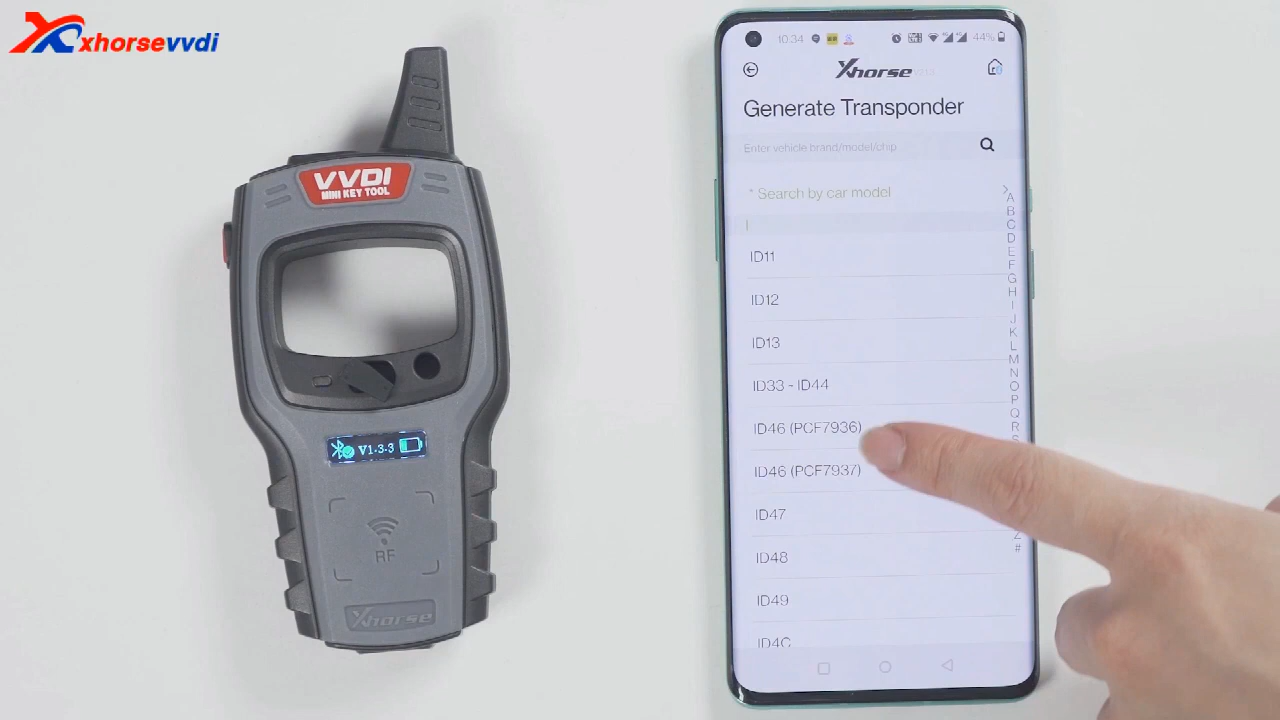 xhorsevvdi
VVDI
MINI KEY TOOL
V1-3-3
RF
Xhorse
10:34
44%
Xhorse
Generate Transponder
Enter vehicle brand/model/chip
* Search by car model
I
ID11
ID12
ID13
ID33 - ID44
ID46 (PCF7936)
ID46 (PCF7937)
ID47
ID48
ID49
ID4C
A
B
C
D
E
F
G
H
I
J
K
L
M
N
O
P
Q
R
Z
#